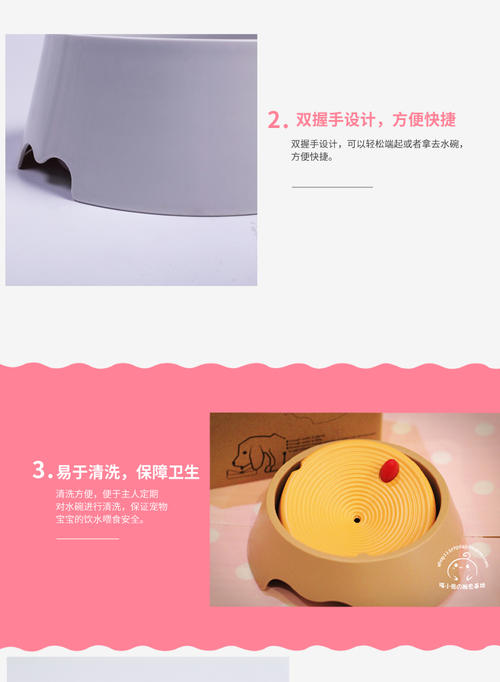 2. 双握手设计，方便快捷
双握手设计，可以轻松端起或者拿去水碗，
方便快捷。
3. 易于清洗，保障卫生
清洗方便，便于主人定期
对水碗进行清洗，保证宠物
宝宝的饮水喂食安全。